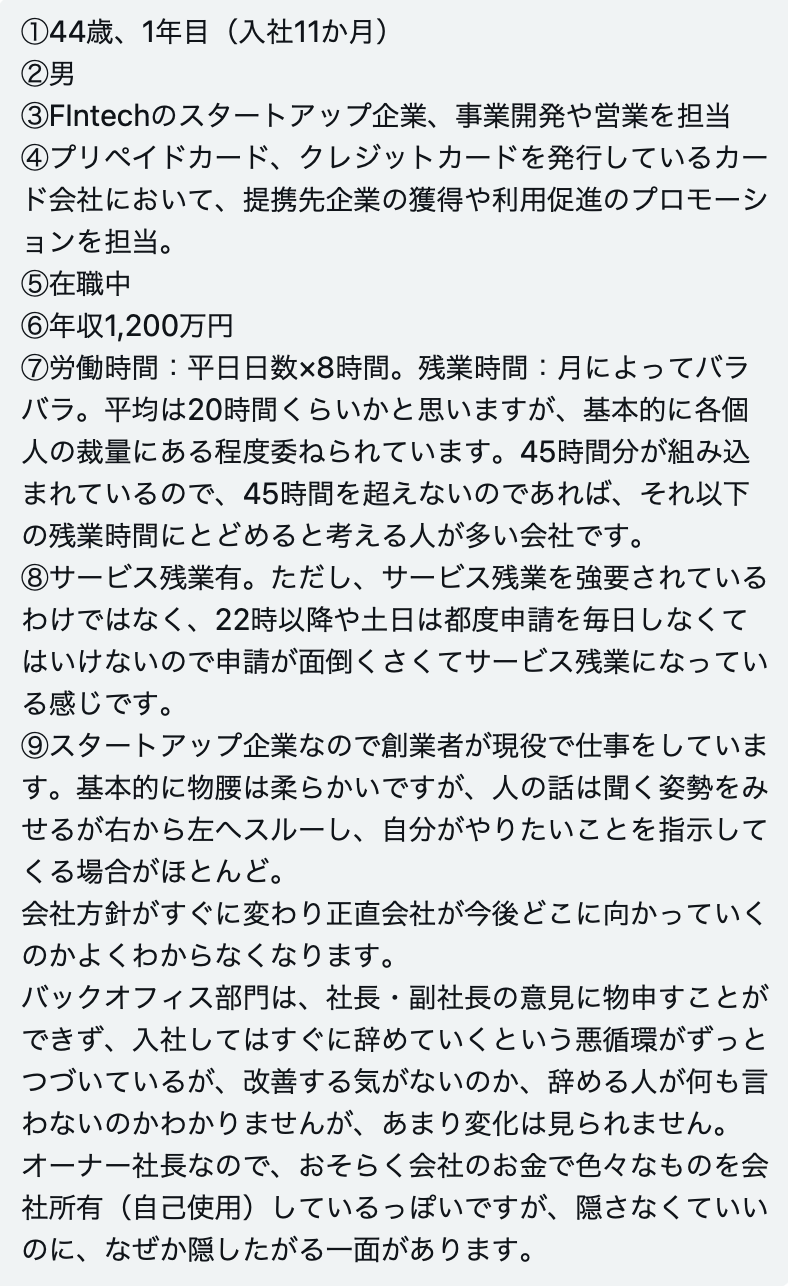 ①44歳、1年目（入社11か月）
②男
③FIntechのスタートアップ企業、事業開発や営業を担当
④プリペイドカード、クレジットカードを発行しているカー
ド会社において、提携先企業の獲得や利用促進のプロモーシ
ョンを担当。
⑤在職中
⑥年収1,200万円
⑦労働時間：平日日数×8時間。残業時間：月によってバラ
バラ。平均は20時間くらいかと思いますが、基本的に各個
人の裁量にある程度委ねられています。45時間分が組み込
まれているので、45時間を超えないのであれば、それ以下
の残業時間にとどめると考える人が多い会社です。
⑧サービス残業有。ただし、サービス残業を強要されている
わけではなく、22時以降や土日は都度申請を毎日しなくて
はいけないので申請が面倒くさくてサービス残業になってい
る感じです。
⑨スタートアップ企業なので創業者が現役で仕事をしていま
す。基本的に物腰は柔らかいですが、人の話は聞く姿勢をみ
せるが右から左へスルーし、自分がやりたいことを指示して
くる場合がほとんど。
会社方針がすぐに変わり正直会社が今後どこに向かっていく
のかよくわからなくなります。
バックオフィス部門は、社長・副社長の意見に物申すことが
できず、入社してはすぐに辞めていくという悪循環がずっと
つづいているが、改善する気がないのか、辞める人が何も言
わないのかわかりませんが、あまり変化は見られません。
オーナー社長なので、おそらく会社のお金で色々なものを会
社所有（自己使用）しているっぽいですが、隠さなくていい
のに、なぜか隠したがる一面があります。